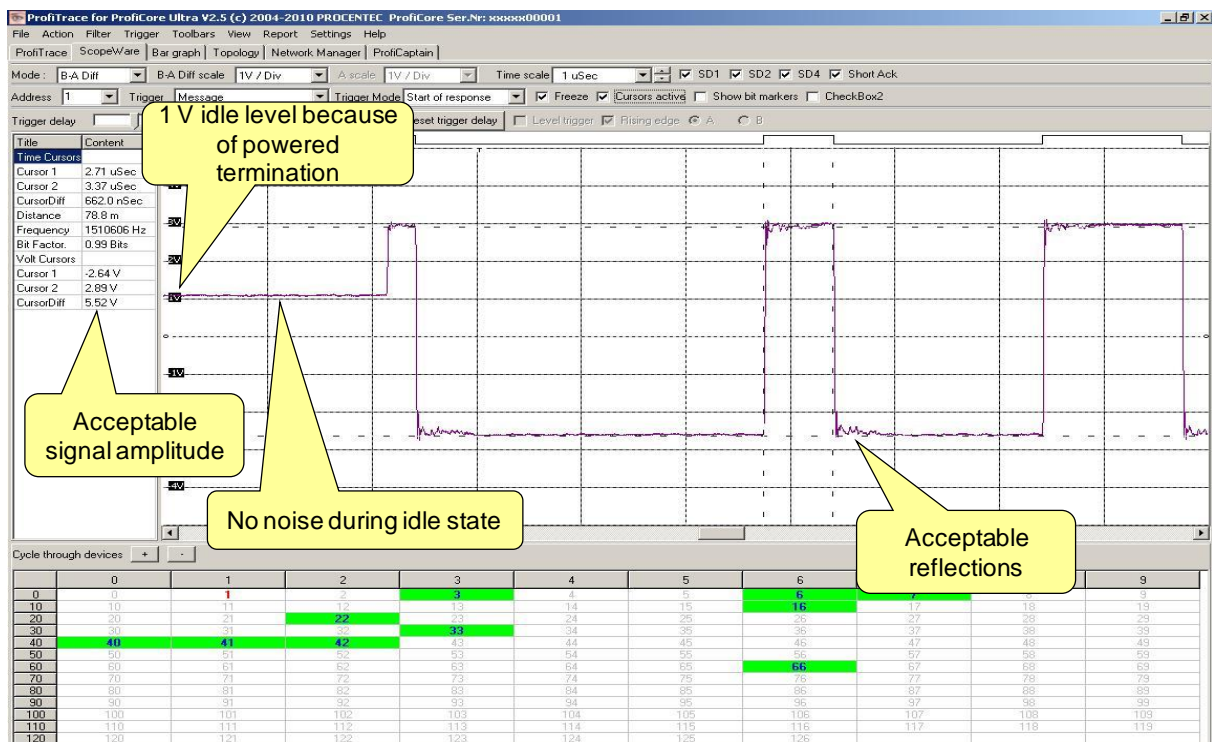 ProfiTrace for ProfiCore Ultra V2.5 (c) 2004-2010 PROCENTEC ProfiCore Ser.Nr: xxxxx00001
File Action Filter Trigger Toolbars View Report Settings Help
ProfiTrace ScopeWare Bar graph Topology Network Manager ProfiCaptain
Mode : B-A Diff B-A Diff scale 1V / Div A scale 1V / Div Time scale 1 uSec SD1 SD2 SD4 Short Ack
Address 1 Trigger Message Trigger Mode Start of response Freeze Cursors active Show bit markers CheckBox2
Trigger delay eset trigger delay Level trigger Rising edge A B
1 V idle level because
of powered
termination
Title Content
Time Cursors
Cursor 1 2.71 uSec
Cursor 2 3.37 uSec
CursorDiff 662.0 nSec
Distance 78.8 m
Frequency 1510606 Hz
Bit Factor. 0.99 Bits
Volt Cursors
Cursor 1 -2.64 V
Cursor 2 2.89 V
CursorDiff 5.52 V
3V
2V
1V
0
-1V
-4V
Acceptable
signal amplitude
No noise during idle state
Acceptable
reflections
Cycle through devices + -
0 1 2 3 4 5 6 9
0 0 1 2 3 4 5 6 7 8 9
10 10 11 12 13 14 15 16 17 18 19
20 20 21 22 23 24 25 26 27 28 29
30 30 31 32 33 34 35 36 37 38 39
40 40 41 42 43 44 45 46 47 48 49
50 50 51 52 53 54 55 56 57 58 59
60 60 61 62 63 64 65 66 67 68 69
70 70 71 72 73 74 75 76 77 78 79
80 80 81 82 83 84 85 86 87 88 89
90 90 91 92 93 94 95 96 97 98 99
100 100 101 102 103 104 105 106 107 108 109
110 110 111 112 113 114 115 116 117 118 119
120 120 121 122 123 124 125 126